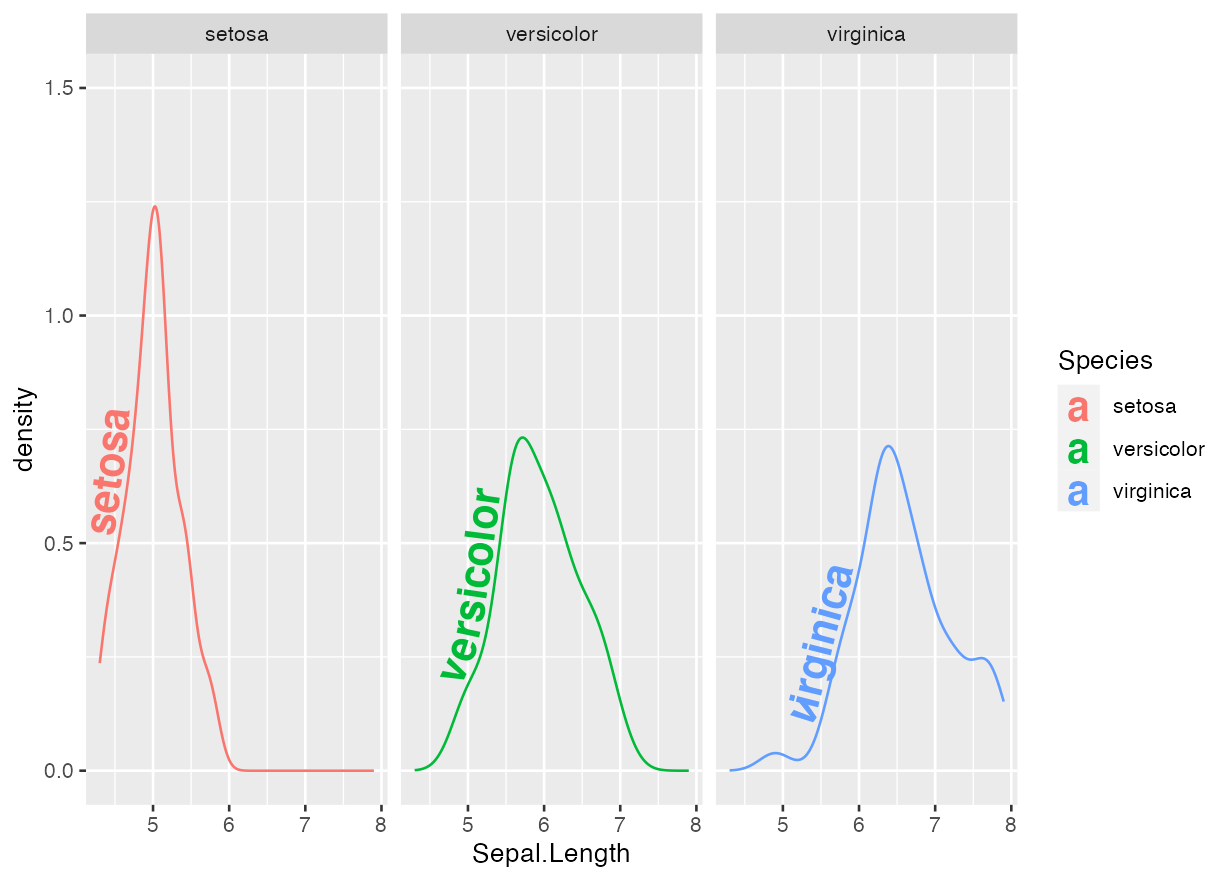 setosa versicolor virginica
1.5
1.0
0.5
0.0
density
setosa
versicolor
virginica
5 6 7 8 5 6 7 8 5 6 7 8
Sepal.Length
Species
a setosa
a versicolor
a virginica